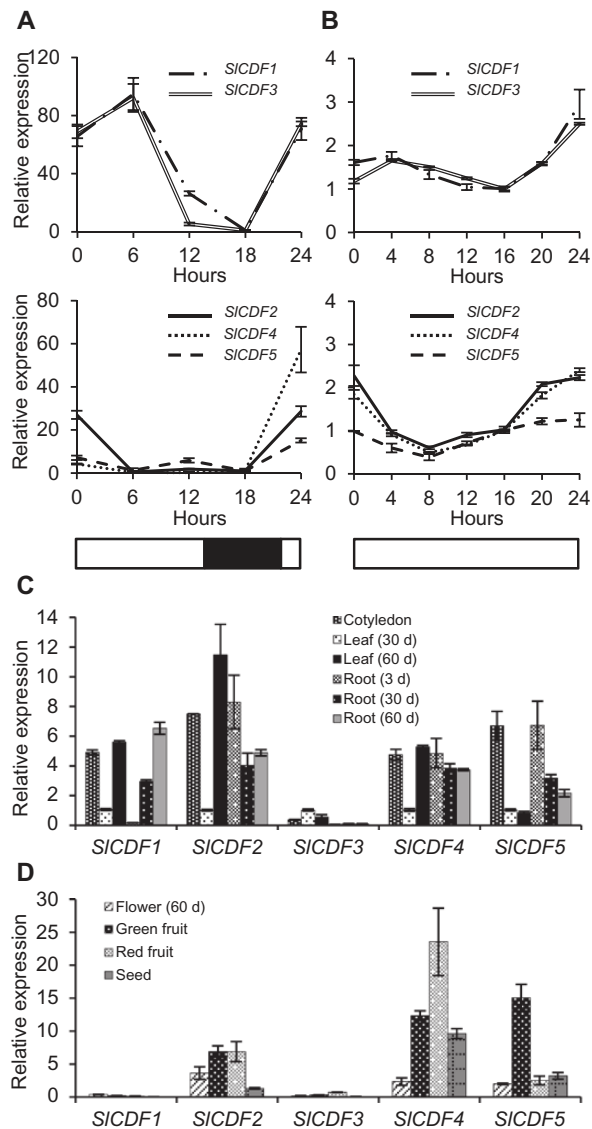 A
B
Relative expression
120
80
40
0
SlCDF1
SlCDF3
0 6 12 18 24
Hours
4
3
2
1
0
SlCDF1
SlCDF3
0 4 8 12 16 20 24
Hours
Relative expression
80
60
40
20
0
SlCDF2
SlCDF4
SlCDF5
0 6 12 18 24
Hours
4
3
2
1
0
SlCDF2
SlCDF4
SlCDF5
0 4 8 12 16 20 24
Hours
C
Relative expression
14
12
10
8
6
4
2
0
Cotyledon
Leaf (30 d)
Leaf (60 d)
Root (3 d)
Root (30 d)
Root (60 d)
SlCDF1 SlCDF2 SlCDF3 SlCDF4 SlCDF5
D
Relative expression
30
25
20
15
10
5
0
Flower (60 d)
Green fruit
Red fruit
Seed
SlCDF1 SlCDF2 SlCDF3 SlCDF4 SlCDF5